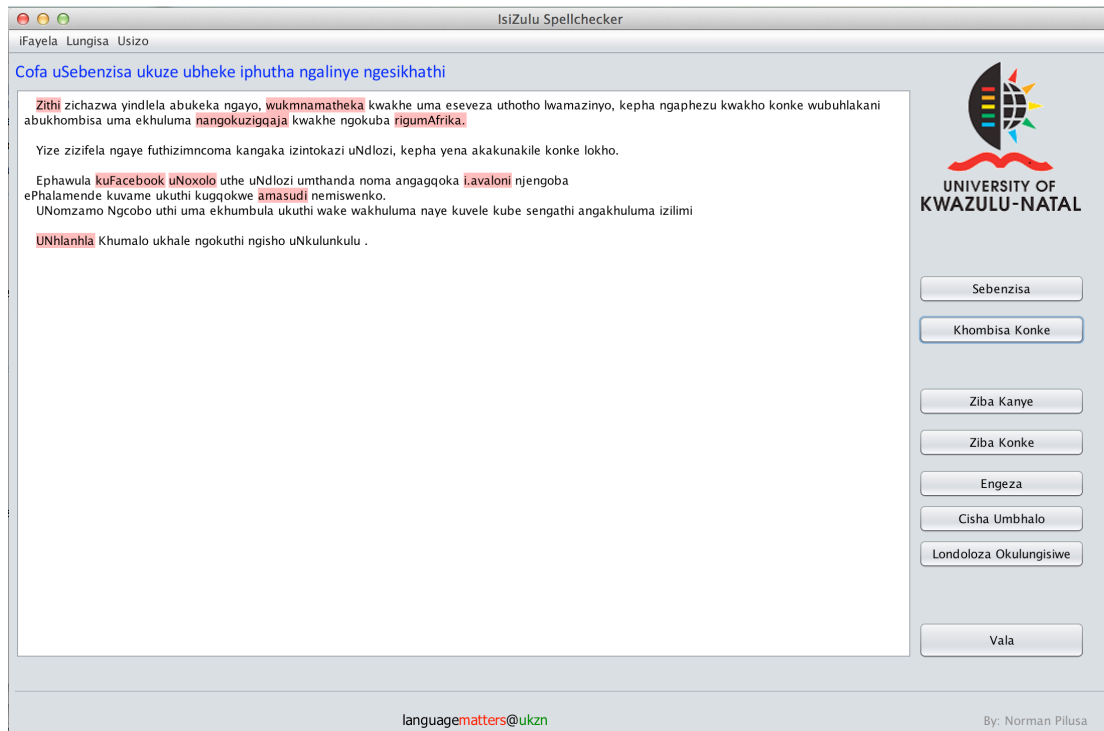 IsiZulu Spellchecker
iFayela Lungisa Usizo
Cofa uSebenzisa ukuze ubheke iphutha ngalinye ngesikhathi
Zithi zichazwa yindlela abukeka ngayo, wukmnamatheka kwakhe uma eseveza uthotho lwamazinyo, kepha ngaphezu kwakho konke wubuhlakani
abukhombisa uma ekhuluma nangokuzigqaja kwakhe ngokuba rigumAfrika.
Yize zizifela ngaye futhizimncoma kangaka izintokazi uNdlozi, kepha yena akakunakile konke lokho.
Ephawula kuFacebook uNoxolo uthe uNdlozi umthanda noma angagqoka i.avaloni njengoba
ePhalamende kuvame ukuthi kugqokwe amasudi nemiswenko.
UNomzamo Ngcobo uthi uma ekhumbula ukuthi wake wakhuluma naye kuvele kube sengathi angakhuluma izilimi
UNhlanhla Khumalo ukhale ngokuthi ngisho uNkulunkulu .
UNIVERSITY OF
KWAZULU-NATAL
Sebenzisa
Khombisa Konke
Ziba Kanye
Ziba Konke
Engeza
Cisha Umbhalo
Londoloza Okulungisiwe
Vala
languagematters@ukzn
By: Norman Pilusa